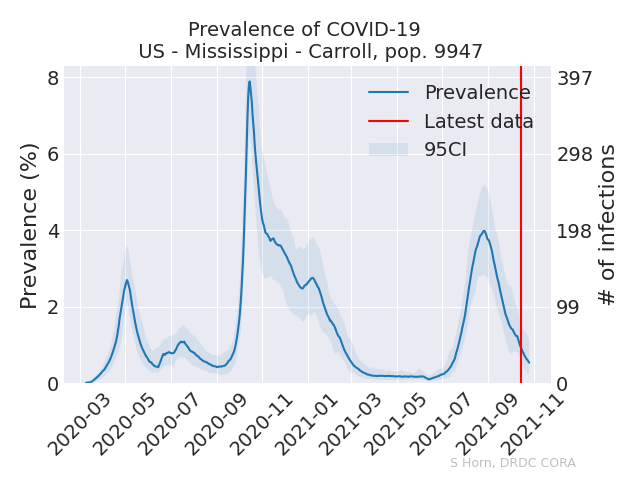 Prevalence of COVID-19
US - Mississippi - Carroll, pop. 9947
Prevalence (%)
8
6
4
2
0
397
298
198
99
0
# of infections
Prevalence
Latest data
95CI
2020-03
2020-05
2020-07
2020-09
2020-11
2021-01
2021-03
2021-05
2021-07
2021-09
2021-11
S Horn, DRDC CORA